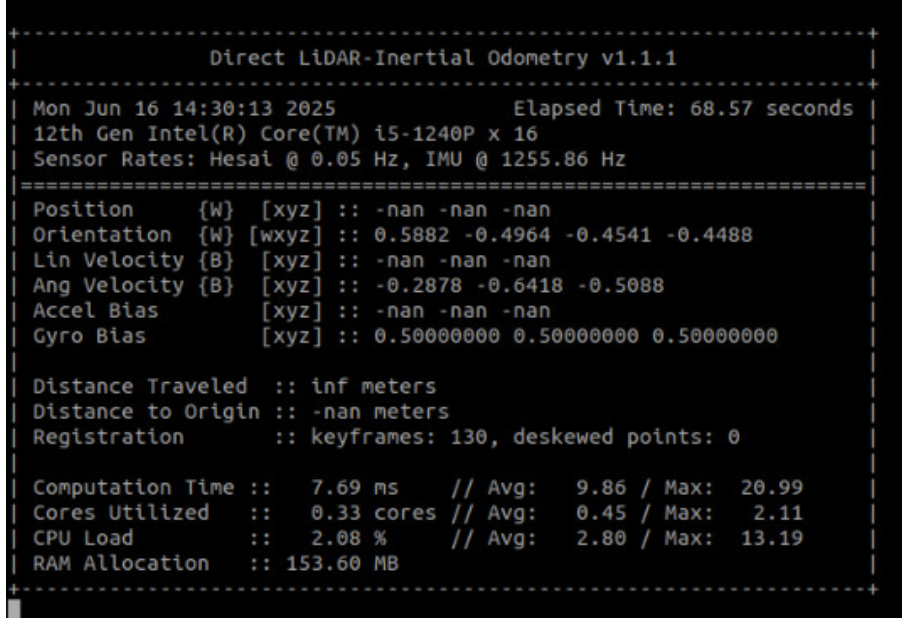 Direct LiDAR-Inertial Odometry v1.1.1
Mon Jun 16 14:30:13 2025 Elapsed Time: 68.57 seconds
12th Gen Intel(R) Core(TM) i5-1240P x 16
Sensor Rates: Hesai @ 0.05 Hz, IMU @ 1255.86 Hz
Position {W} [xyz] :: -nan -nan -nan
Orientation {W} [wxyz] :: 0.5882 -0.4964 -0.4541 -0.4488
Lin Velocity {B} [xyz] :: -nan -nan -nan
Ang Velocity {B} [xyz] :: -0.2878 -0.6418 -0.5088
Accel Bias [xyz] :: -nan -nan -nan
Gyro Bias [xyz] :: 0.50000000 0.50000000 0.50000000
Distance Traveled :: inf meters
Distance to Origin :: -nan meters
Registration :: keyframes: 130, deskewed points: 0
Computation Time :: 7.69 ms // Avg: 9.86 / Max: 20.99
Cores Utilized :: 0.33 cores // Avg: 0.45 / Max: 2.11
CPU Load :: 2.08 % // Avg: 2.80 / Max: 13.19
RAM Allocation :: 153.60 MB